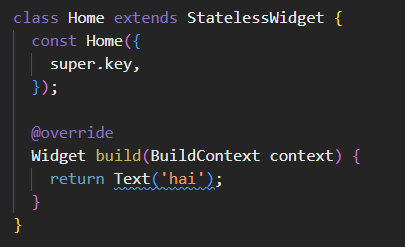 class Home extends StatelessWidget {
  const Home({
    super.key,
  });

  @override
  Widget build(BuildContext context) {
    return Text('hai');
  }
}